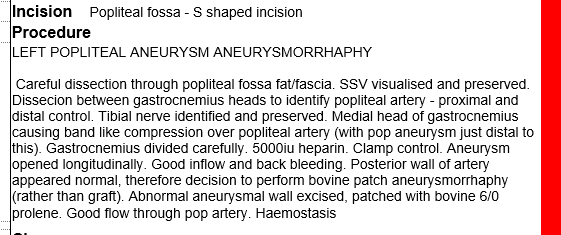 Incision Popliteal fossa - S shaped incision
Procedure
LEFT POPLITEAL ANEURYSM ANEURYSMORRHAPHY
Careful dissection through popliteal fossa fat/fascia. SSV visualised and preserved.
Dissecion between gastrocnemius heads to identify popliteal artery - proximal and
distal control. Tibial nerve identified and preserved. Medial head of gastrocnemius
causing band like compression over popliteal artery (with pop aneurysm just distal to
this). Gastrocnemius divided carefully. 5000iu heparin. Clamp control. Aneurysm
opened longitudinally. Good inflow and back bleeding. Posterior wall of artery
appeared normal, therefore decision to perform bovine patch aneurysmorrhaphy
(rather than graft). Abnormal aneurysmal wall excised, patched with bovine 6/0
prolene. Good flow through pop artery. Haemostasis